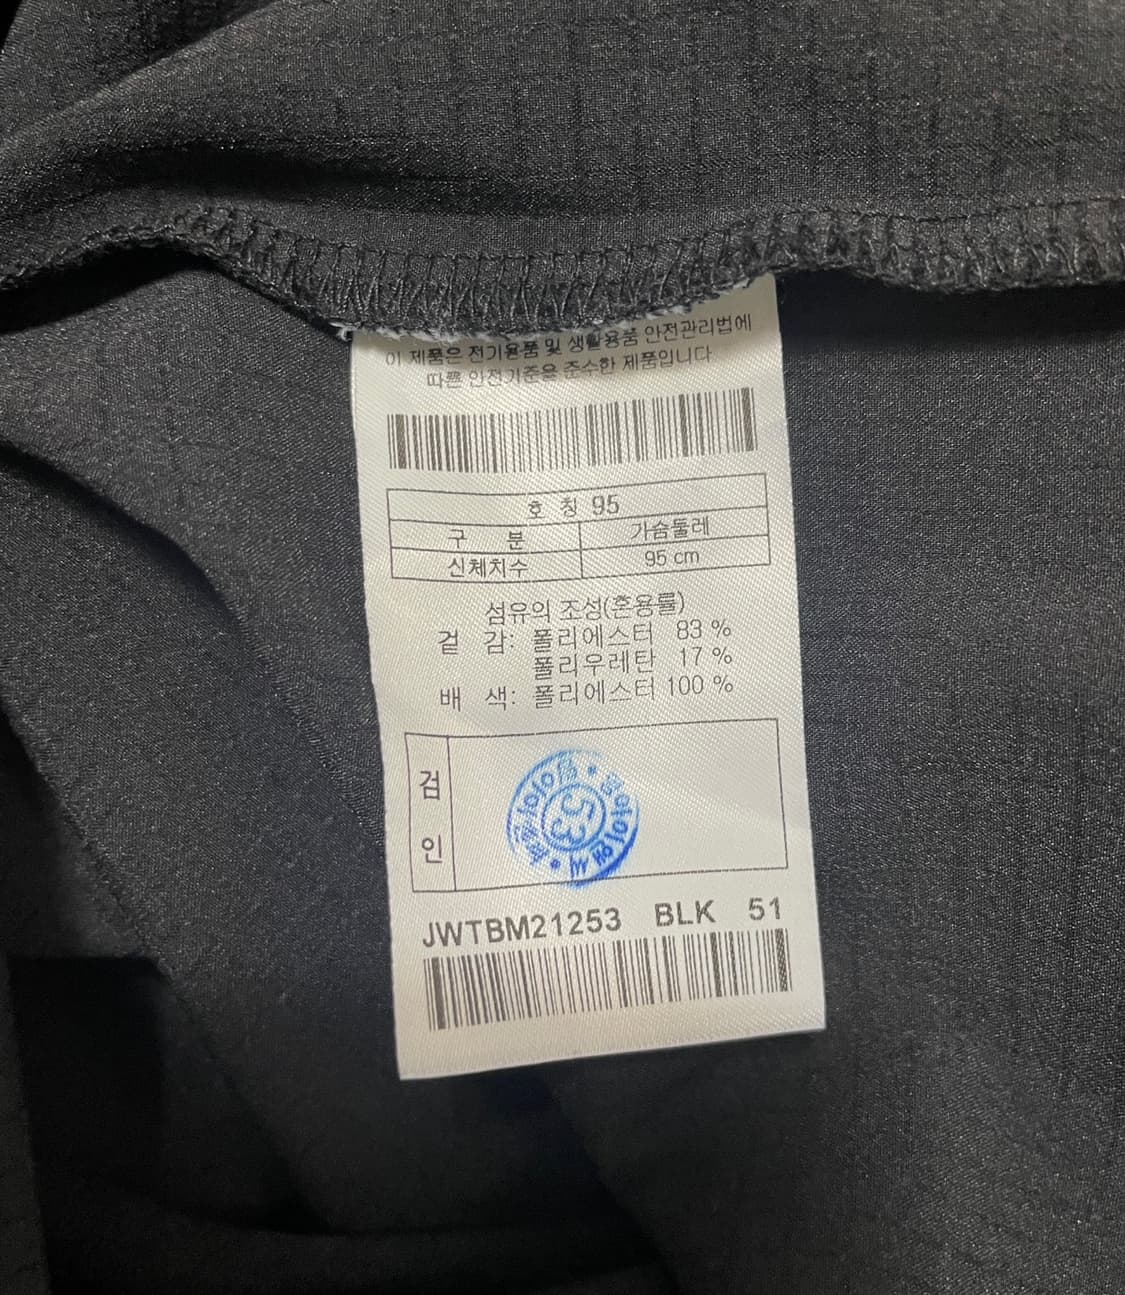 이 제품은 전기용품 및 생활용품 안전관리법에
따른 안전기준을 준수한 제품입니다
호 칭 95
구 분 가슴둘레
신체치수 95 cm
섬유의 조성(혼용률)
겉 감: 폴리에스터 83 %
폴리우레탄 17 %
배 색: 폴리에스터 100 %
검
인
53
JWTBM21253 BLK 51